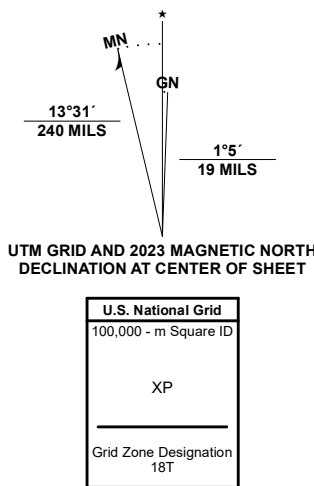 MN
GN
13°31´
240 MILS
1°5´
19 MILS
UTM GRID AND 2023 MAGNETIC NORTH
DECLINATION AT CENTER OF SHEET
U.S. National Grid
100,000 - m Square ID
XP
Grid Zone Designation
18T